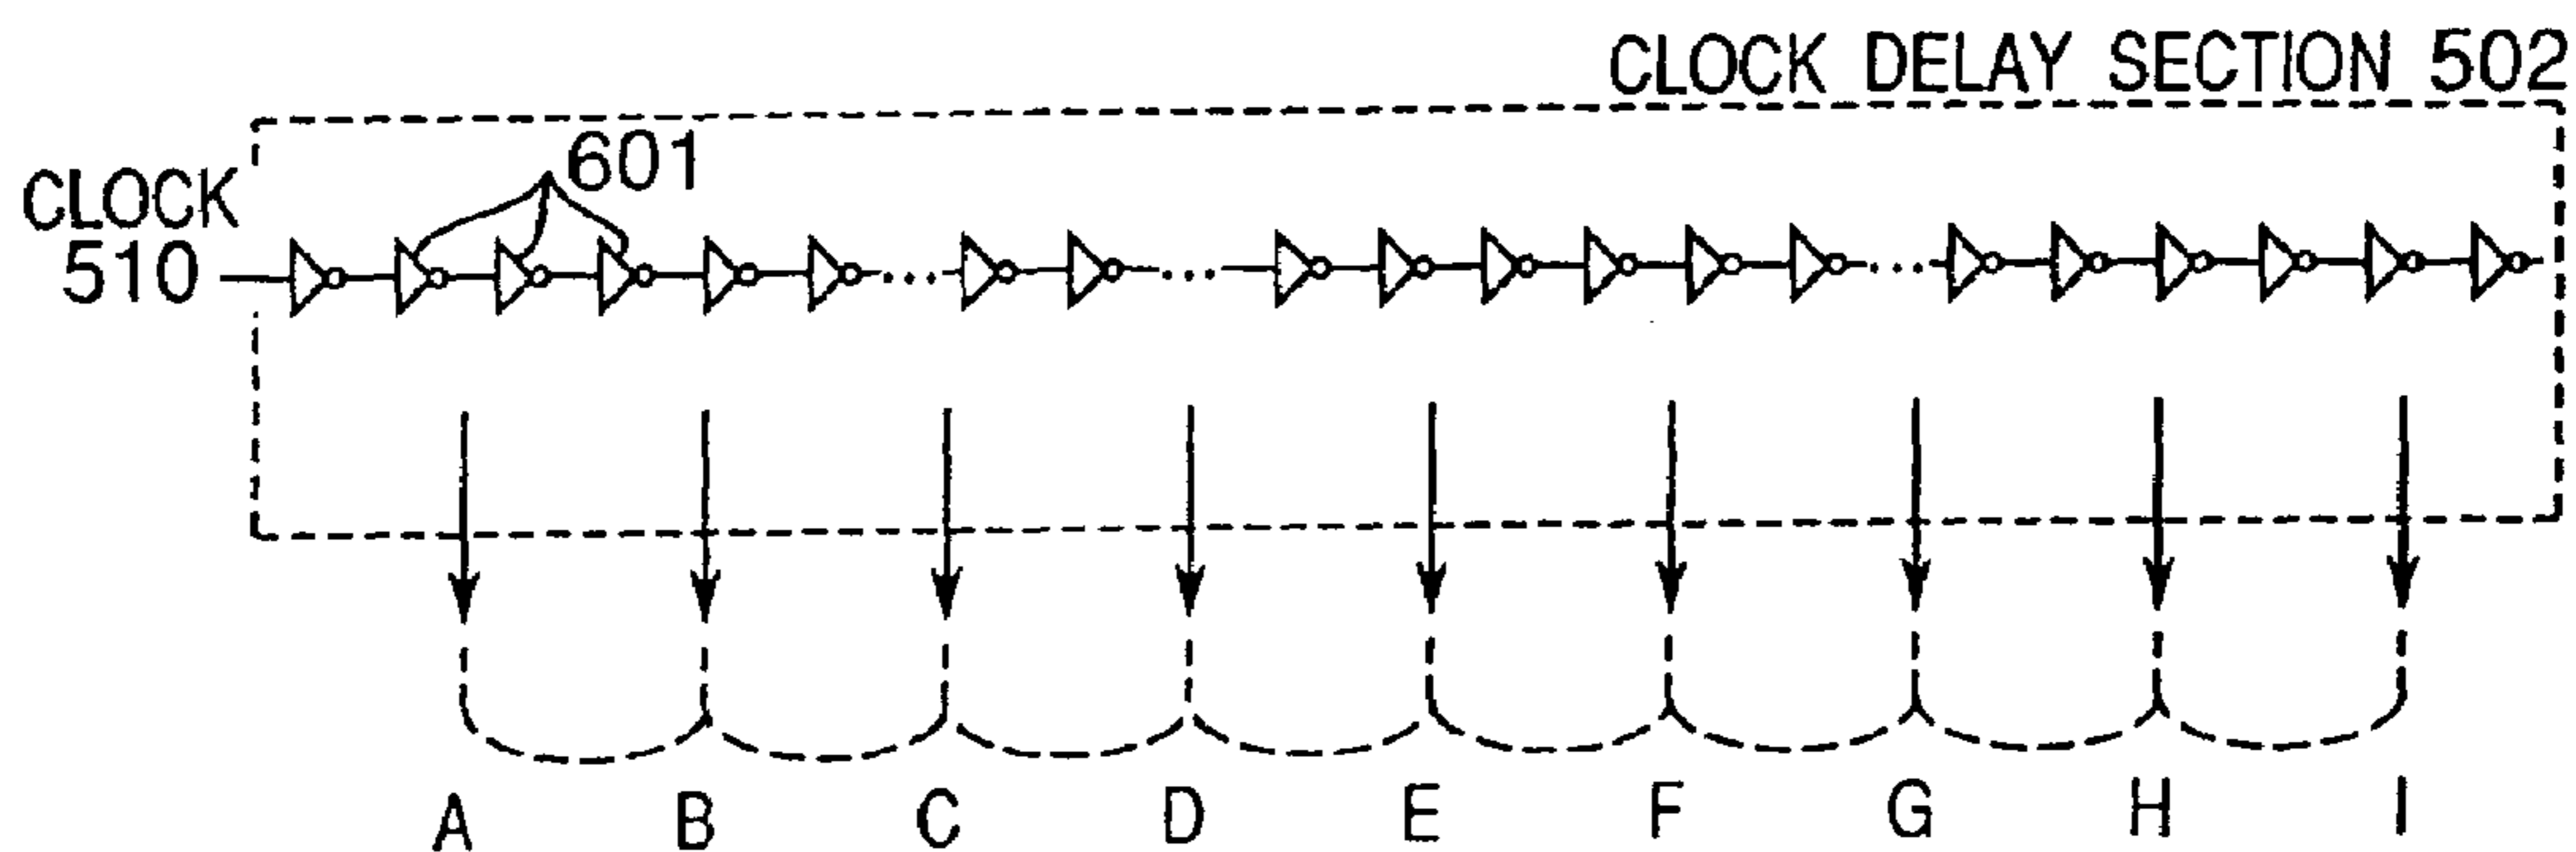 CLOCK DELAY SECTION 502
601
CLOCK
510
A B C D E F G H I